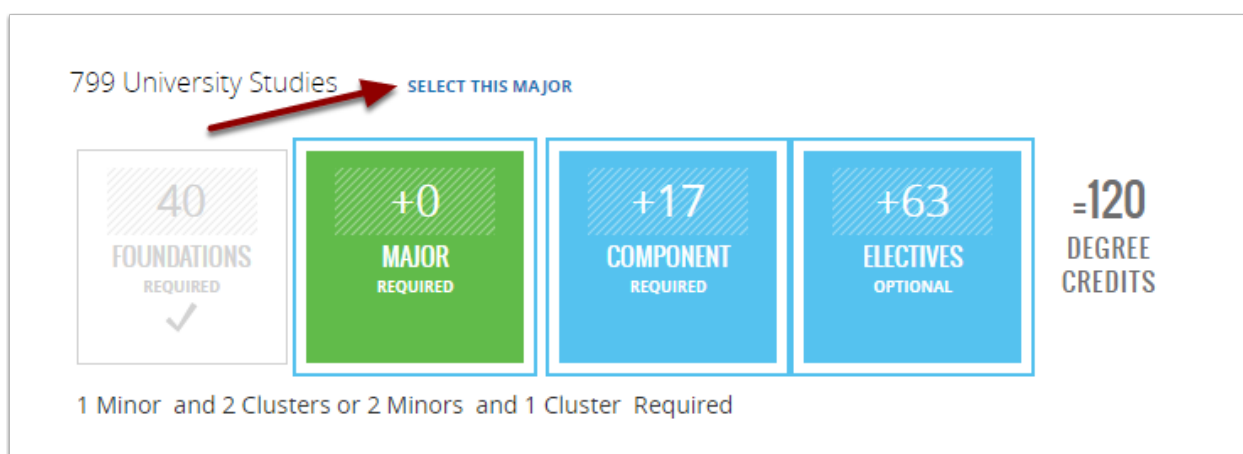 799 University Studies SELECT THIS MAJOR
40
FOUNDATIONS
REQUIRED
+0
MAJOR
REQUIRED
+17
COMPONENT
REQUIRED
+63
ELECTIVES
OPTIONAL
=120
DEGREE
CREDITS
1 Minor and 2 Clusters or 2 Minors and 1 Cluster Required